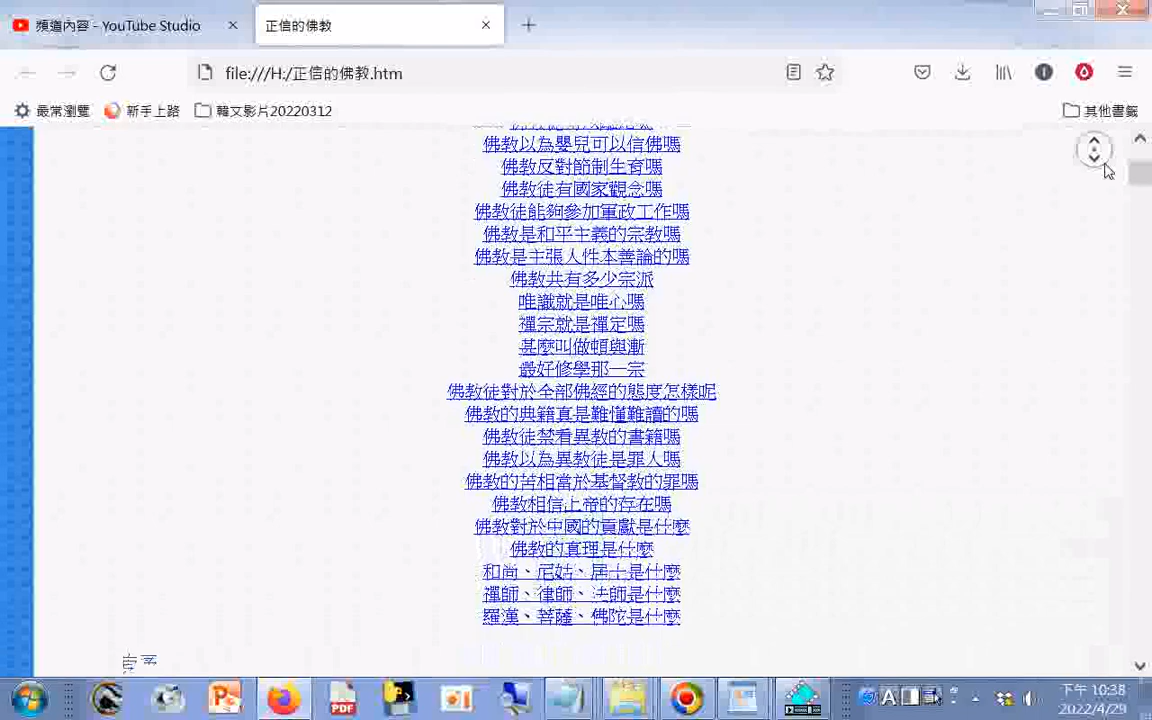 頻道內容 - YouTube Studio
正信的佛教
file:///H:/正信的佛教.htm
最常瀏覽
新手上路
韓文影片20220312
其他書籤
佛教以為嬰兒可以信佛嗎
佛教反對節制生育嗎
佛教徒有國家觀念嗎
佛教徒能夠參加軍政工作嗎
佛教是和平主義的宗教嗎
佛教是主張人性本善論的嗎
佛教共有多少宗派
唯識就是唯心嗎
禪宗就是禪定嗎
甚麼叫做頓與漸
最好修學那一宗
佛教徒對於全部佛經的態度怎樣呢
佛教的典籍真是難懂難讀的嗎
佛教徒禁看異教的書籍嗎
佛教以為異教徒是罪人嗎
佛教的苦相當於基督教的罪嗎
佛教相信上帝的存在嗎
佛教對於中國的貢獻是什麼
佛教的真理是什麼
和尚、尼姑、居士是什麼
禪師、律師、法師是什麼
羅漢、菩薩、佛陀是什麼
PDF
A
下午 10:38
2022/4/29